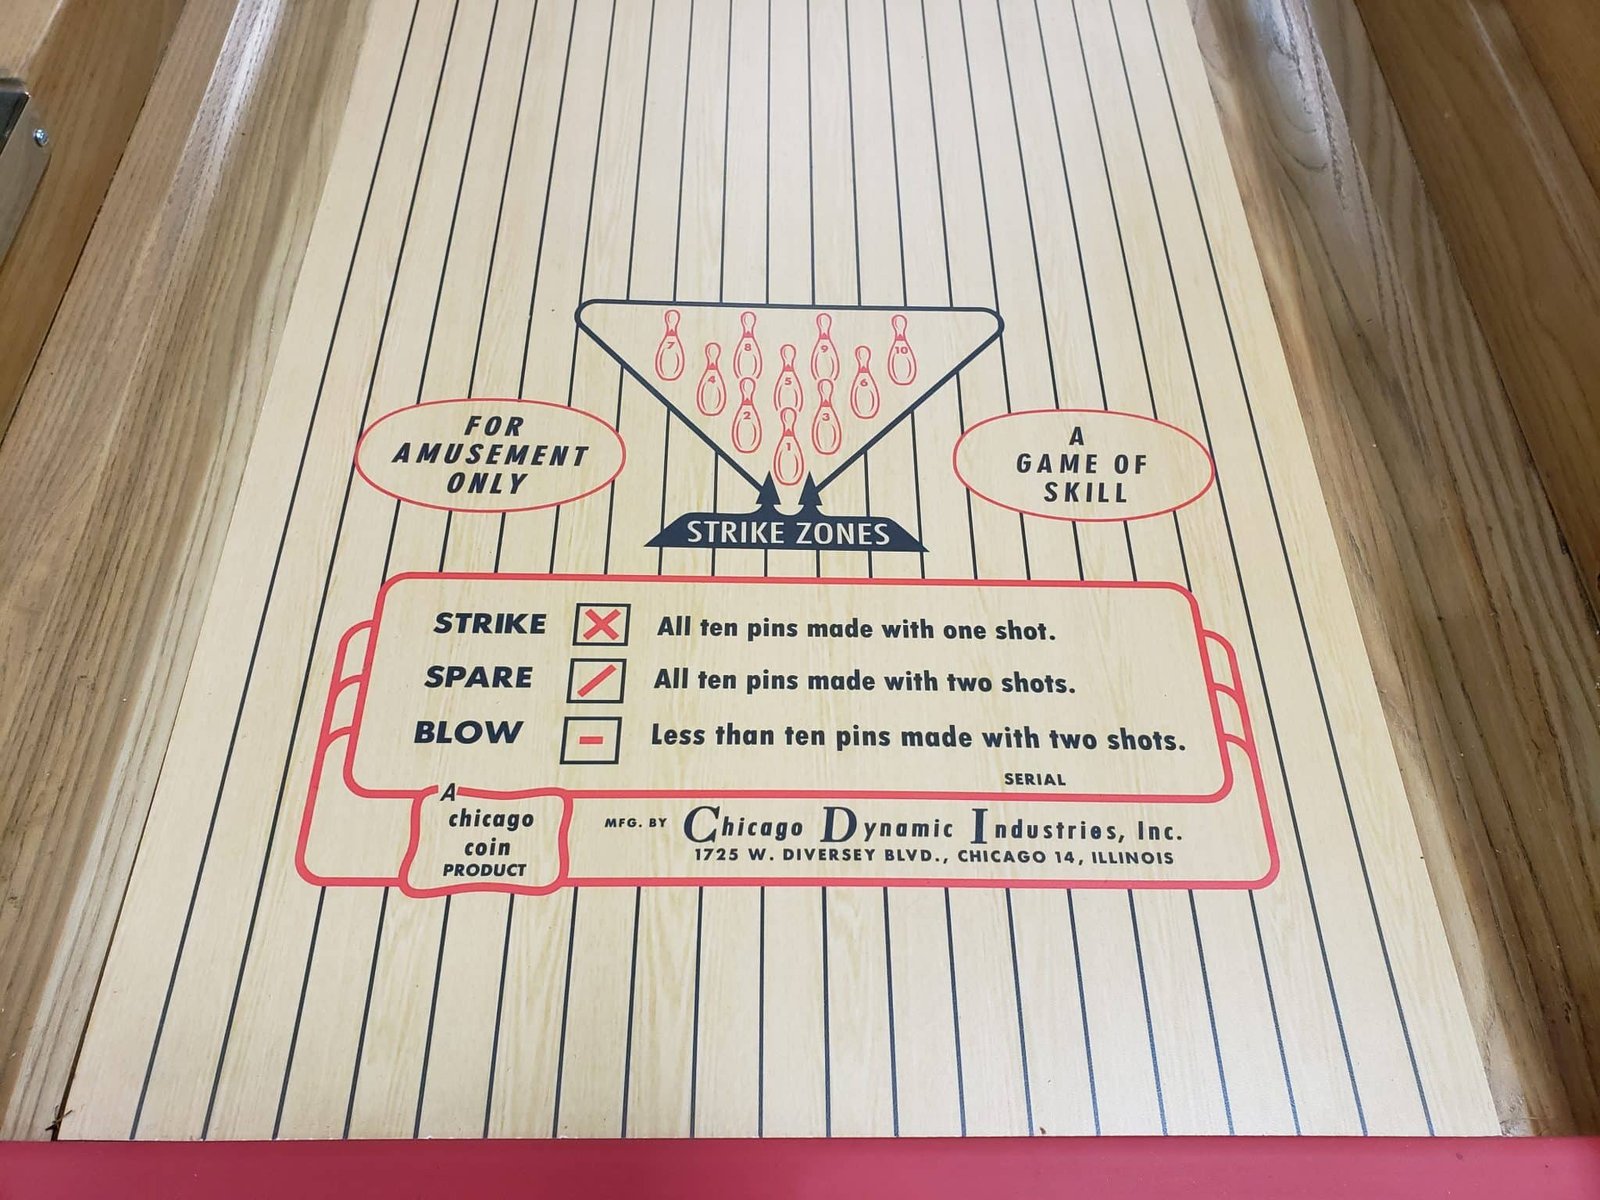 7 8 9 10
4 5 6
2 3
1
FOR
AMUSEMENT
ONLY
A
GAME OF
SKILL
STRIKE ZONES
STRIKE X All ten pins made with one shot.
SPARE / All ten pins made with two shots.
BLOW - Less than ten pins made with two shots.
SERIAL
A
chicago
coin
PRODUCT
MFG. BY Chicago Dynamic Industries, Inc.
1725 W. DIVERSEY BLVD., CHICAGO 14, ILLINOIS